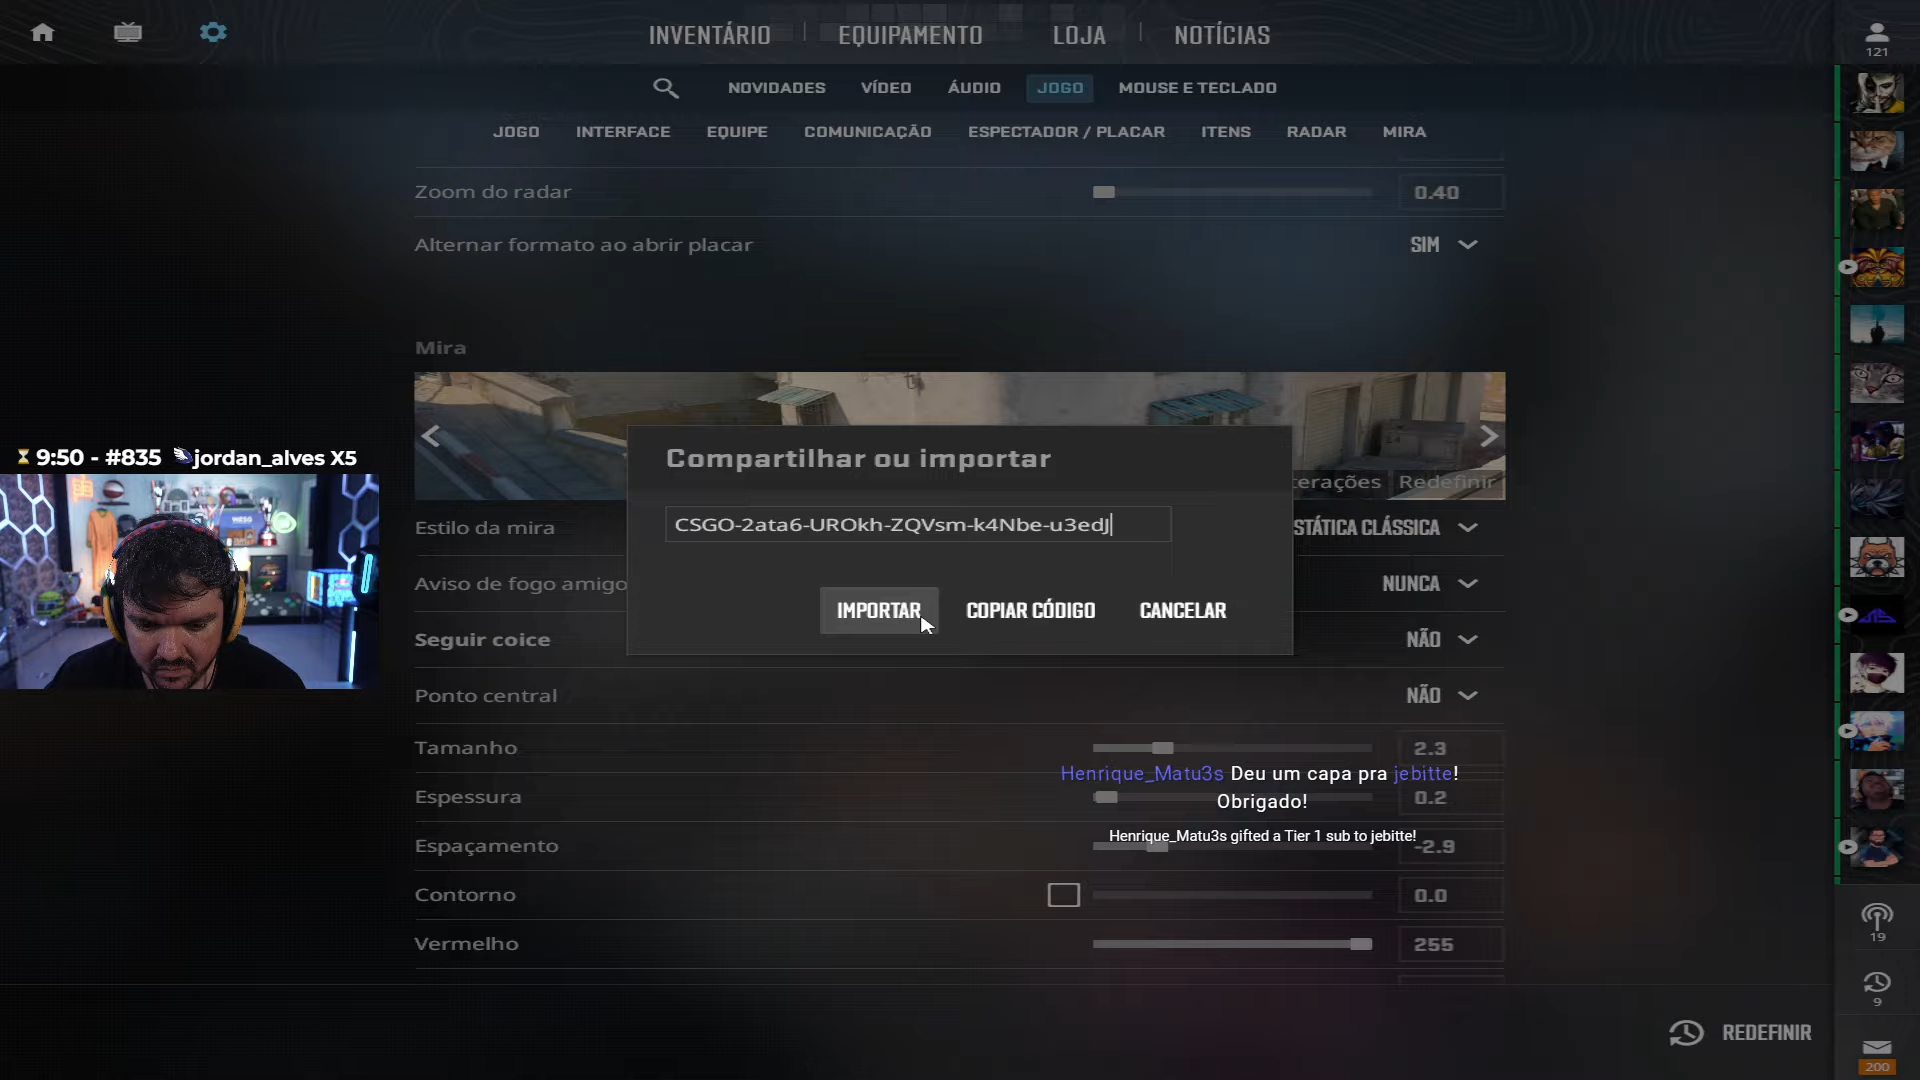 INVENTÁRIO
EQUIPAMENTO
LOJA
NOTÍCIAS
121
NOVIDADES
VÍDEO
ÁUDIO
JOGO
MOUSE E TECLADO
JOGO
INTERFACE
EQUIPE
COMUNICAÇÃO
ESPECTADOR / PLACAR
ITENS
RADAR
MIRA
Zoom do radar
0.40
Alternar formato ao abrir placar
SIM
Mira
9:50 - #835 jordan_alves X5
Compartilhar ou importar
terações
Redefinir
CSGO-2ata6-UROkh-ZQVsm-k4Nbe-u3edJ
IMPORTAR
COPIAR CÓDIGO
CANCELAR
Estilo da mira
STÁTICA CLÁSSICA
Aviso de fogo amigo
NUNCA
Seguir coice
NÃO
Ponto central
NÃO
Tamanho
2.3
Henrique_Matu3s Deu um capa pra jebitte!
Obrigado!
Espessura
0.2
Henrique_Matu3s gifted a Tier 1 sub to jebitte!
Espaçamento
-2.9
Contorno
0.0
Vermelho
255
19
9
REDEFINIR
200